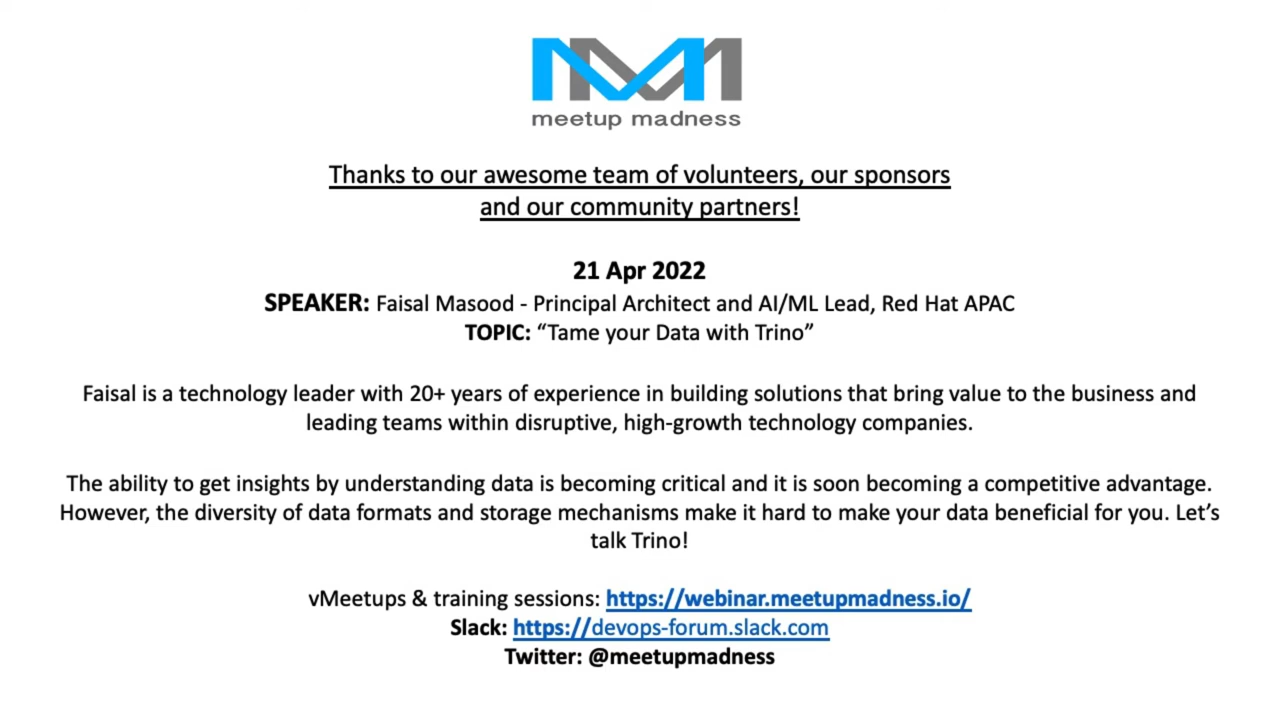 meetup madness
Thanks to our awesome team of volunteers, our sponsors
and our community partners!
21 Apr 2022
SPEAKER: Faisal Masood - Principal Architect and AI/ML Lead, Red Hat APAC
TOPIC: “Tame your Data with Trino”
Faisal is a technology leader with 20+ years of experience in building solutions that bring value to the business and
leading teams within disruptive, high-growth technology companies.
The ability to get insights by understanding data is becoming critical and it is soon becoming a competitive advantage.
However, the diversity of data formats and storage mechanisms make it hard to make your data beneficial for you. Let’s
talk Trino!
vMeetups & training sessions: https://webinar.meetupmadness.io/
Slack: https://devops-forum.slack.com
Twitter: @meetupmadness